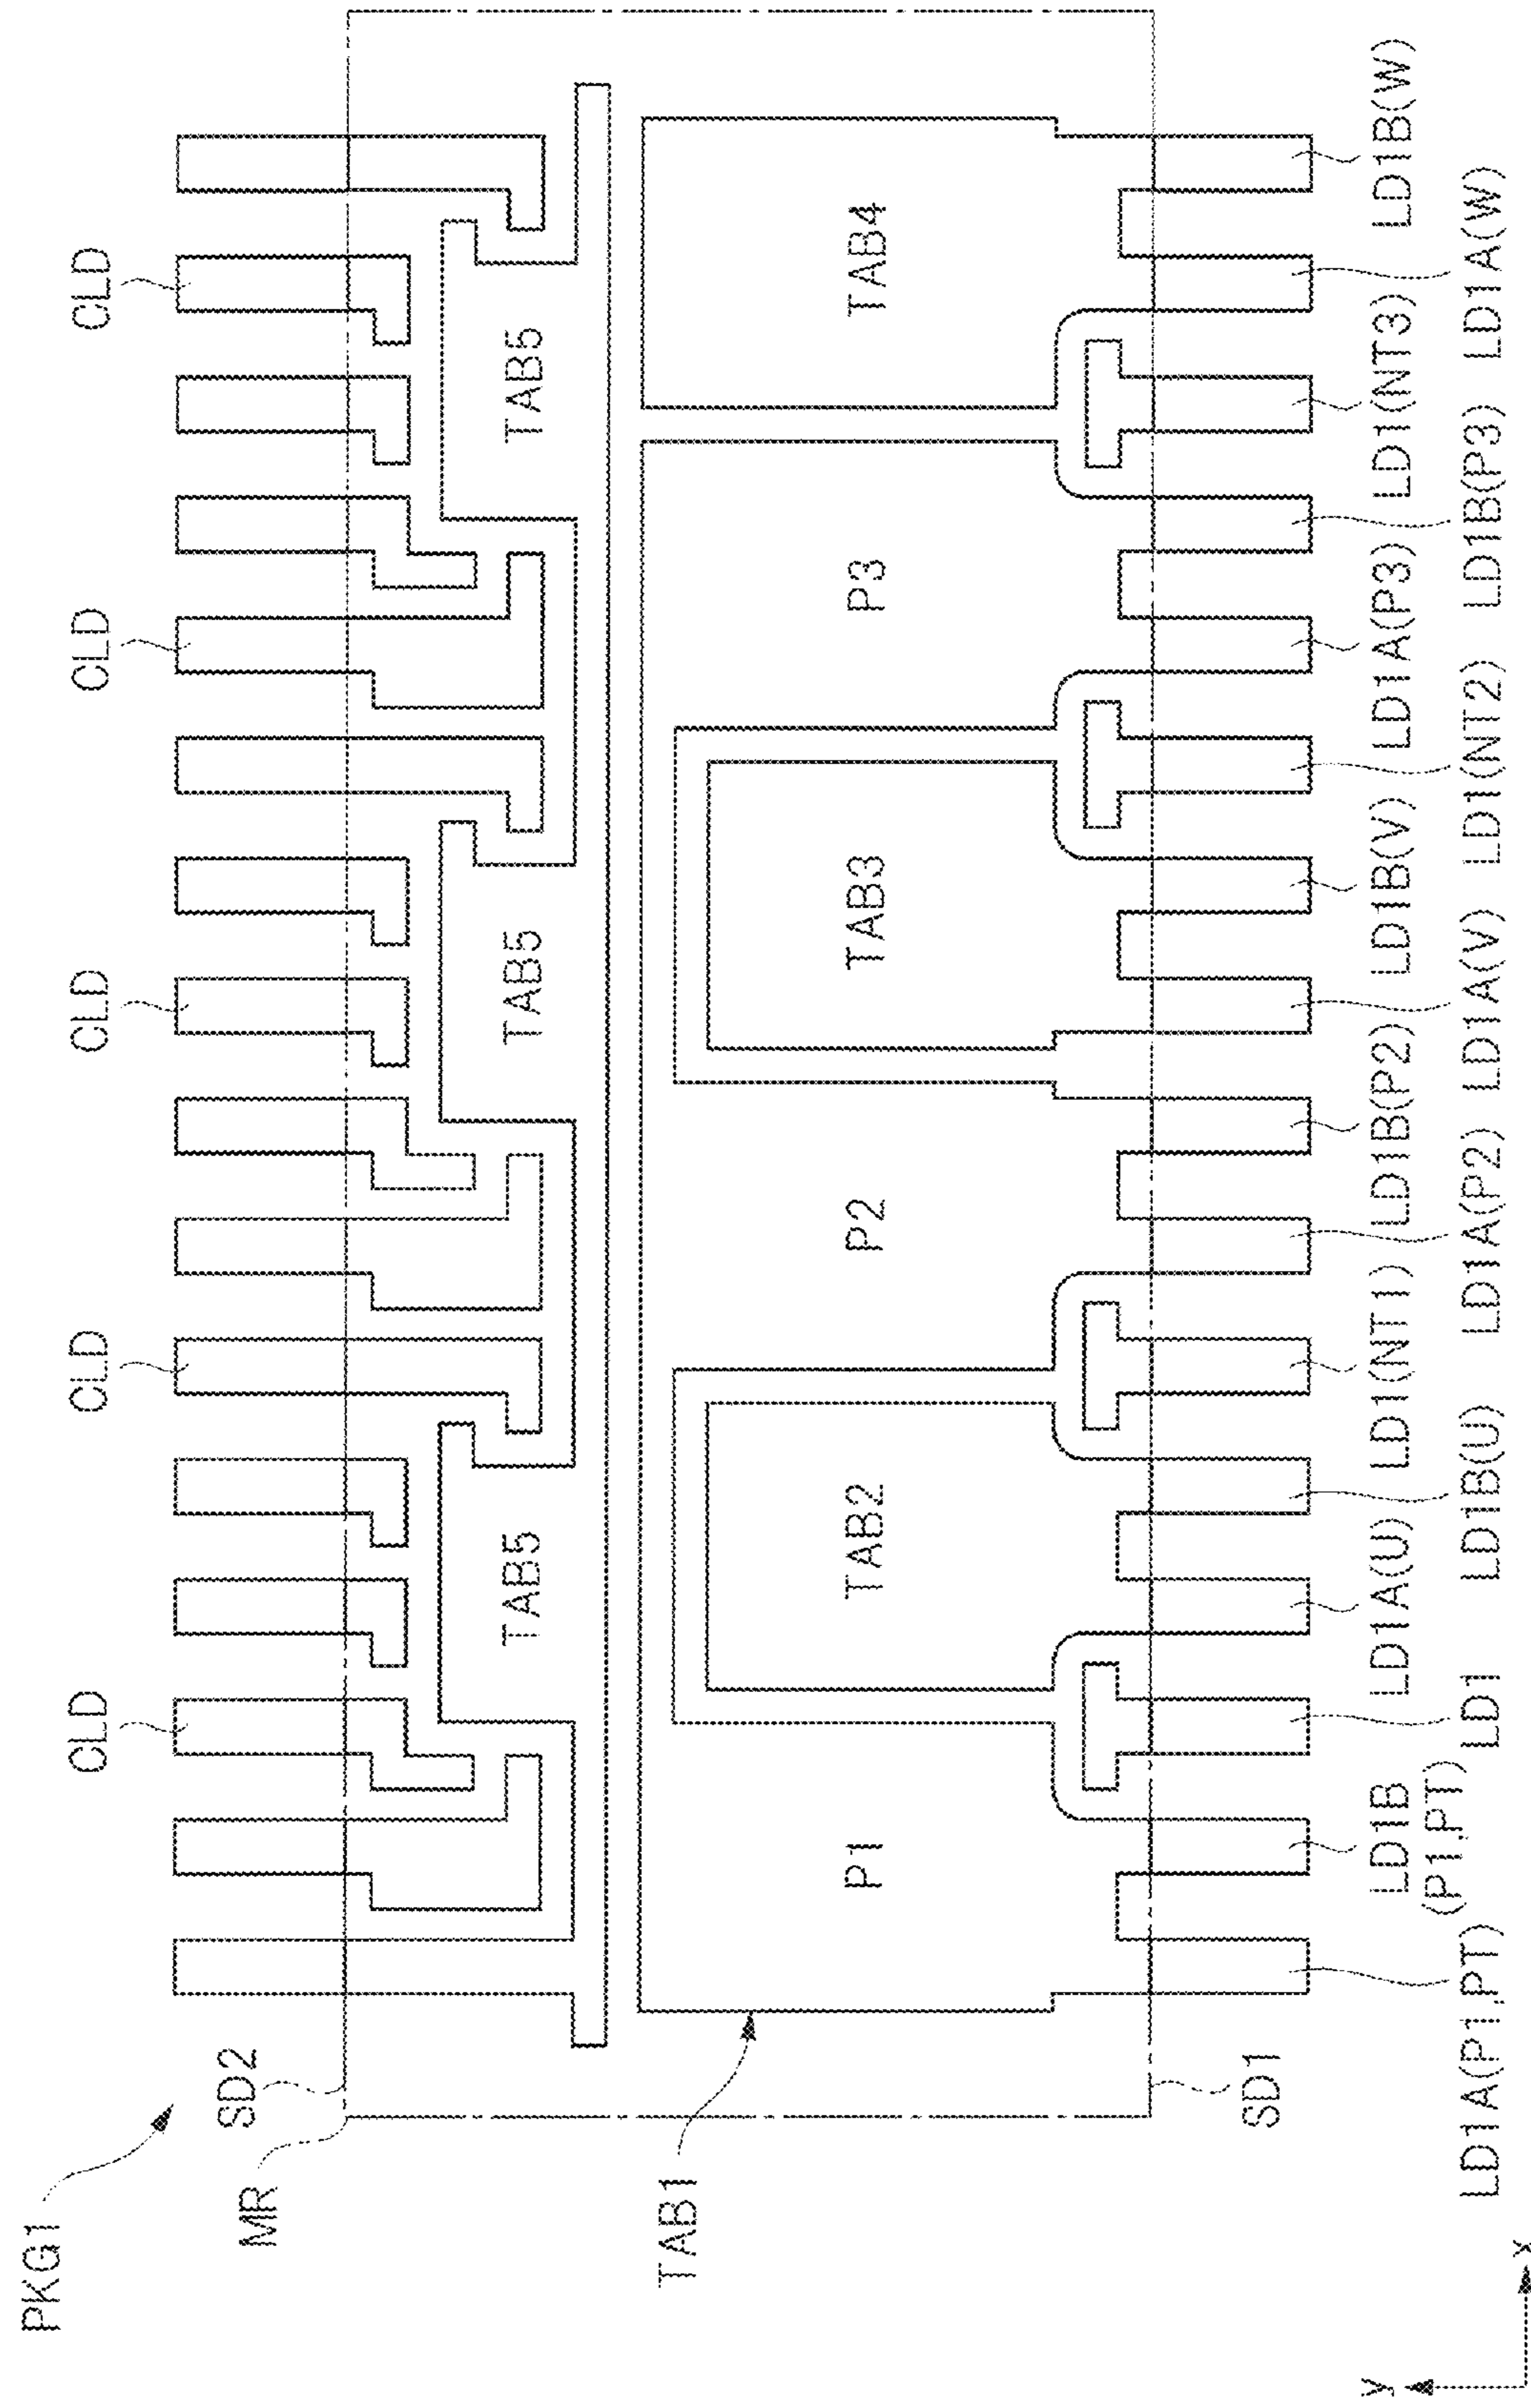 PKG1
MR
SD2
CLD
CLD
CLD
CLD
CLD
TAB5
TAB5
TAB5
TAB1
P1
TAB2
P2
TAB3
P3
TAB4
SD1
LD1A(P1,PT)
LD1B
(P1,PT)
LD1
LD1A(U)
LD1B(U)
LD1(NT1)
LD1A(P2)
LD1B(P2)
LD1A(V)
LD1B(V)
LD1(NT2)
LD1A(P3)
LD1B(P3)
LD1(NT3)
LD1A(W)
LD1B(W)
y
x